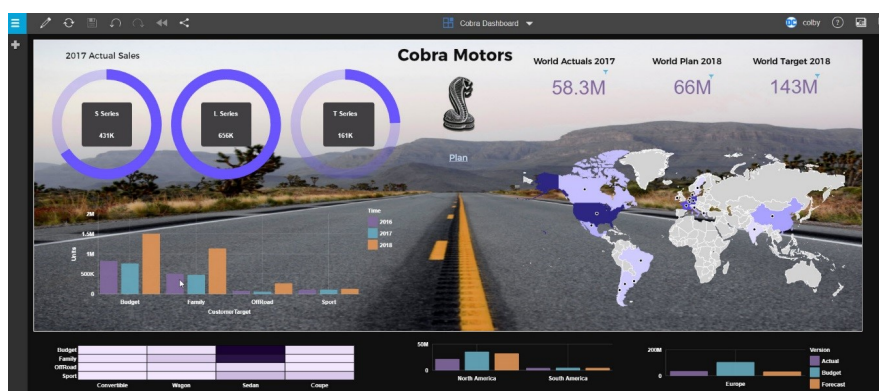 Cobra Dashboard
colby
2017 Actual Sales
Cobra Motors
World Actuals 2017
World Plan 2018
World Target 2018
58.3M
66M
143M
S Series
431K
L Series
656K
T Series
161K
Plan
Time
2016
2017
2018
2M
1.5M
1M
500K
0
Units
Budget
Family
OffRoad
Sport
CustomerTarget
Budget
Family
OffRoad
Sport
Convertible
Wagon
Sedan
Coupe
50M
0
North America
South America
200M
0
Europe
Version
Actual
Budget
Forecast